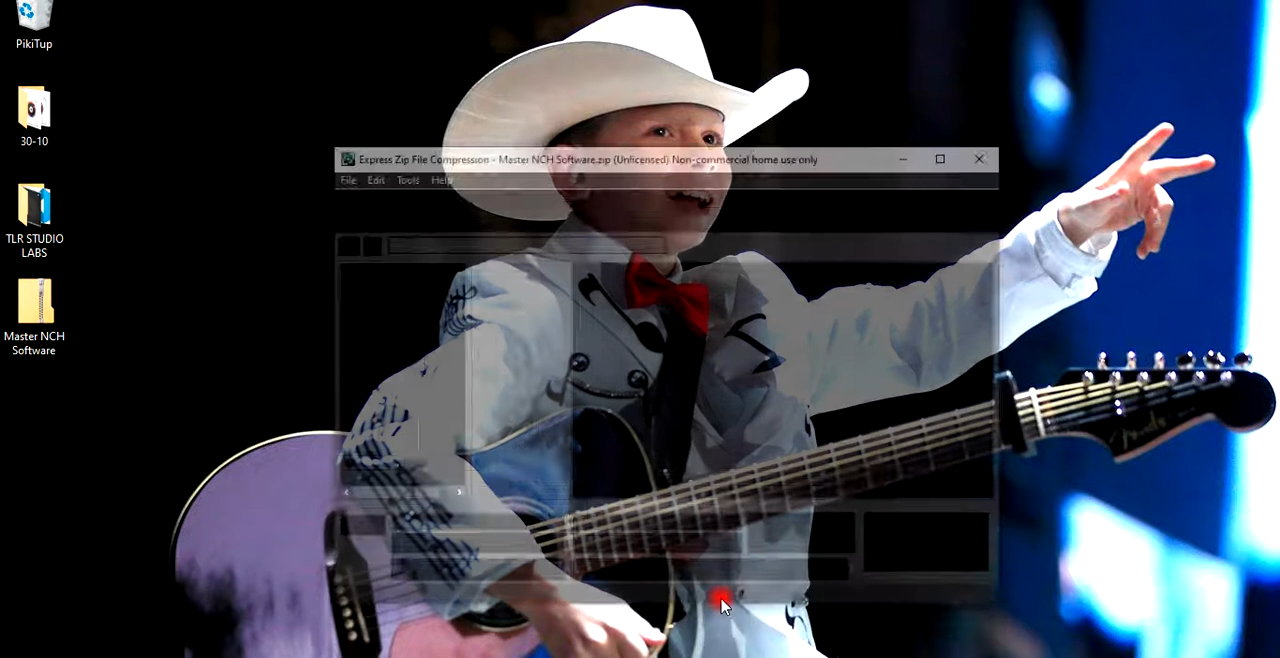 PikiTup
30-10
TLR STUDIO
LABS
Master NCH
Software
Express Zip File Compression - Master NCH Software.zip (Unlicensed) Non-commercial home use only
File Edit Tools Help
Fender